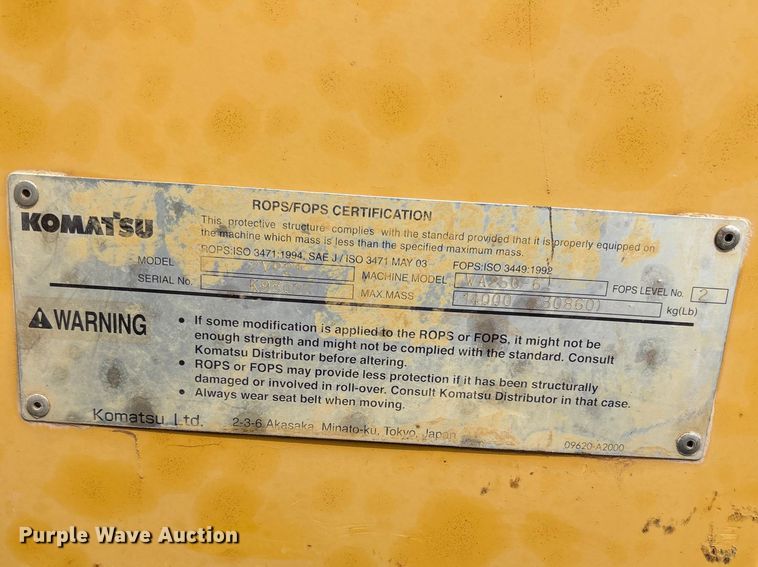 KOMATSU
ROPS/FOPS CERTIFICATION
This protective structure complies with the standard provided that it is properly equipped on
the machine which mass is less than the specified maximum mass.
ROPS:ISO 3471:1994, SAE J / ISO 3471 MAY 03 FOPS:ISO 3449:1992
MODEL MACHINE MODEL WA250-6 FOPS LEVEL No. 2
SERIAL No. MAX.MASS 14000 (30860) kg(Lb)
WARNING
• If some modification is applied to the ROPS or FOPS, it might not be
enough strength and might not be complied with the standard. Consult
Komatsu Distributor before altering.
• ROPS or FOPS may provide less protection if it has been structurally
damaged or involved in roll-over. Consult Komatsu Distributor in that case.
• Always wear seat belt when moving.
Komatsu Ltd. 2-3-6 Akasaka, Minato-ku, Tokyo, Japan
09620-A2000
Purple Wave Auction